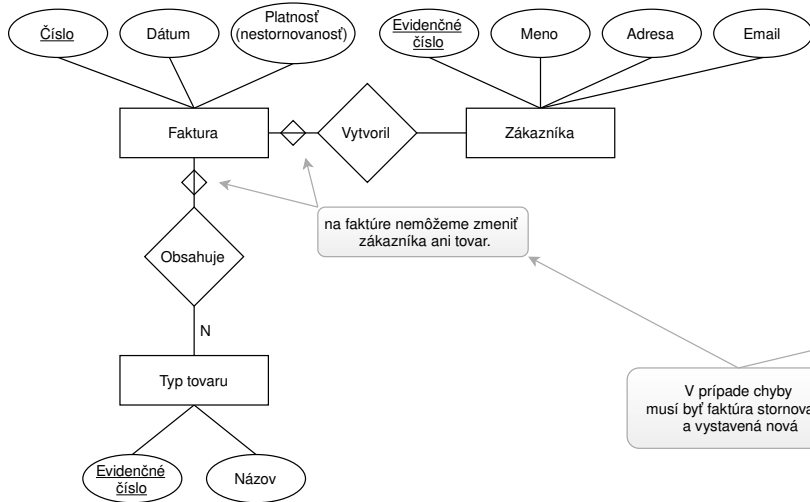 Číslo
Dátum
Platnosť
(nestornovanosť)
Evidenčné
číslo
Meno
Adresa
Email
Faktura
Vytvoril
Zákazníka
na faktúre nemôžeme zmeniť
zákazníka ani tovar.
Obsahuje
N
Typ tovaru
V prípade chyby
musí byť faktúra stornova
a vystavená nová
Evidenčné
číslo
Názov